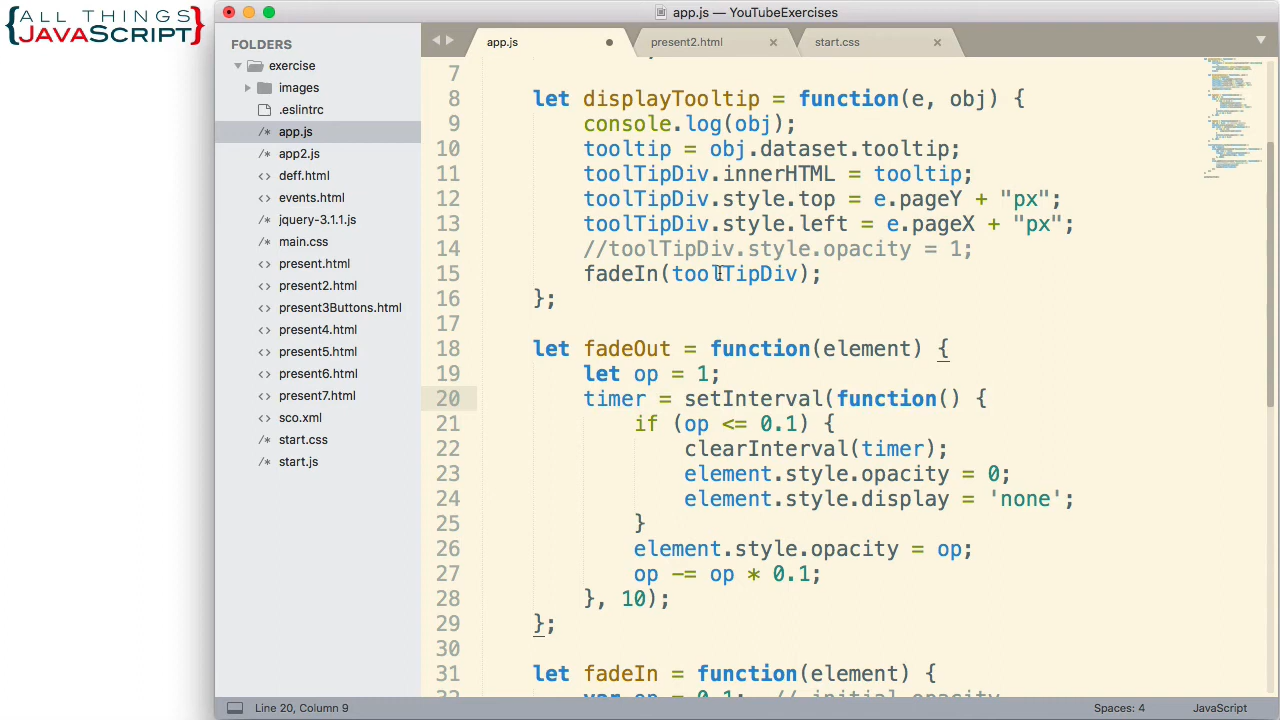 ALL THINGS
JAVASCRIPT
app.js — YouTubeExercises
FOLDERS
exercise
images
.eslintrc
app.js
app2.js
deff.html
events.html
jquery-3.1.1.js
main.css
present.html
present2.html
present3Buttons.html
present4.html
present5.html
present6.html
present7.html
sco.xml
start.css
start.js
app.js
present2.html
start.css
7
8 let displayTooltip = function(e, obj) {
9 console.log(obj);
10 tooltip = obj.dataset.tooltip;
11 toolTipDiv.innerHTML = tooltip;
12 toolTipDiv.style.top = e.pageY + "px";
13 toolTipDiv.style.left = e.pageX + "px";
14 //toolTipDiv.style.opacity = 1;
15 fadeIn(toolTipDiv);
16 };
17
18 let fadeOut = function(element) {
19 let op = 1;
20 timer = setInterval(function() {
21 if (op <= 0.1) {
22 clearInterval(timer);
23 element.style.opacity = 0;
24 element.style.display = 'none';
25 }
26 element.style.opacity = op;
27 op -= op * 0.1;
28 }, 10);
29 };
30
31 let fadeIn = function(element) {
32 var op = 0.1; // initial opacity
Line 20, Column 9
Spaces: 4
JavaScript